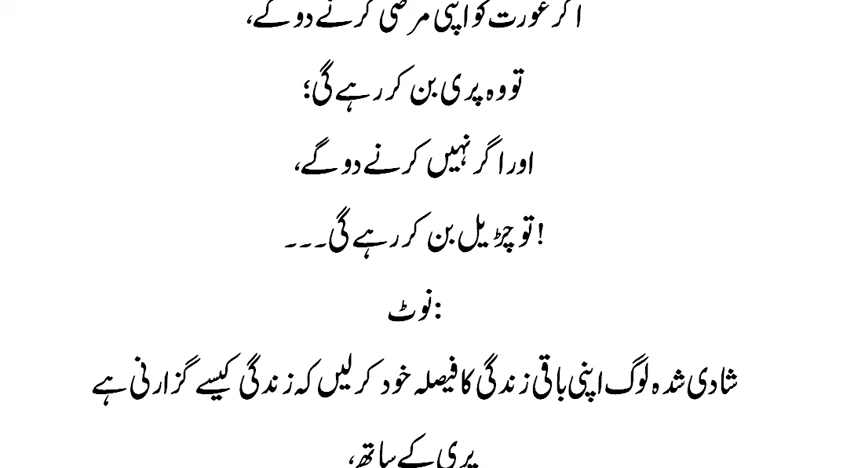 اگر عورت کو اپنی مرضی کرنے دو گے،
تو وہ پری بن کر رہے گی؛
اور اگر نہیں کرنے دو گے،
تو چڑیل بن کر رہے گی۔۔۔!
نوٹ:
شادی شدہ لوگ اپنی باقی زندگی کا فیصلہ خود کر لیں کہ زندگی کیسے گزارنی ہے
پری کے ساتھ،